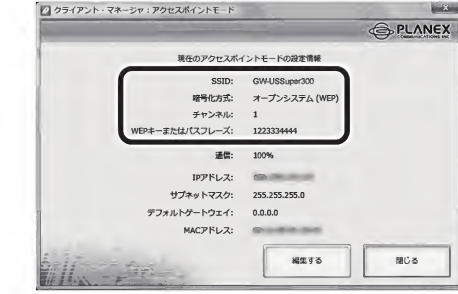 クライアント・マネージャ：アクセスポイントモード
PLANEX
COMMUNICATIONS INC
現在のアクセスポイントモードの設定情報
SSID: GW-USSuper300
暗号化方式: オープンシステム (WEP)
チャンネル: 1
WEPキーまたはパスフレーズ: 1223334444
通信: 100%
IPアドレス:
サブネットマスク: 255.255.255.0
デフォルトゲートウェイ: 0.0.0.0
MACアドレス:
編集する
閉じる